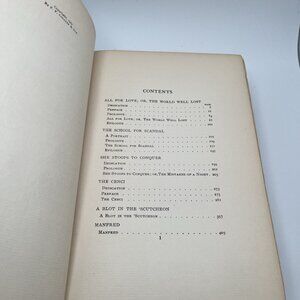 CONTENTS
ALL FOR LOVE; OR, THE WORLD WELL LOST PAGE
DEDICATION
PREFACE
PROLOGUE
ALL FOR LOVE; OR, THE WORLD WELL LOST
EPILOGUE
THE SCHOOL FOR SCANDAL
A PORTRAIT
PROLOGUE
THE SCHOOL FOR SCANDAL
EPILOGUE
SHE STOOPS TO CONQUER
DEDICATION
PROLOGUE
SHE STOOPS TO CONQUER; OR, THE MISTAKES OF A NIGHT
THE CENCI
DEDICATION
PREFACE
THE CENCI
A BLOT IN THE 'SCUTCHEON
A BLOT IN THE 'SCUTCHEON
MANFRED
MANFRED
1